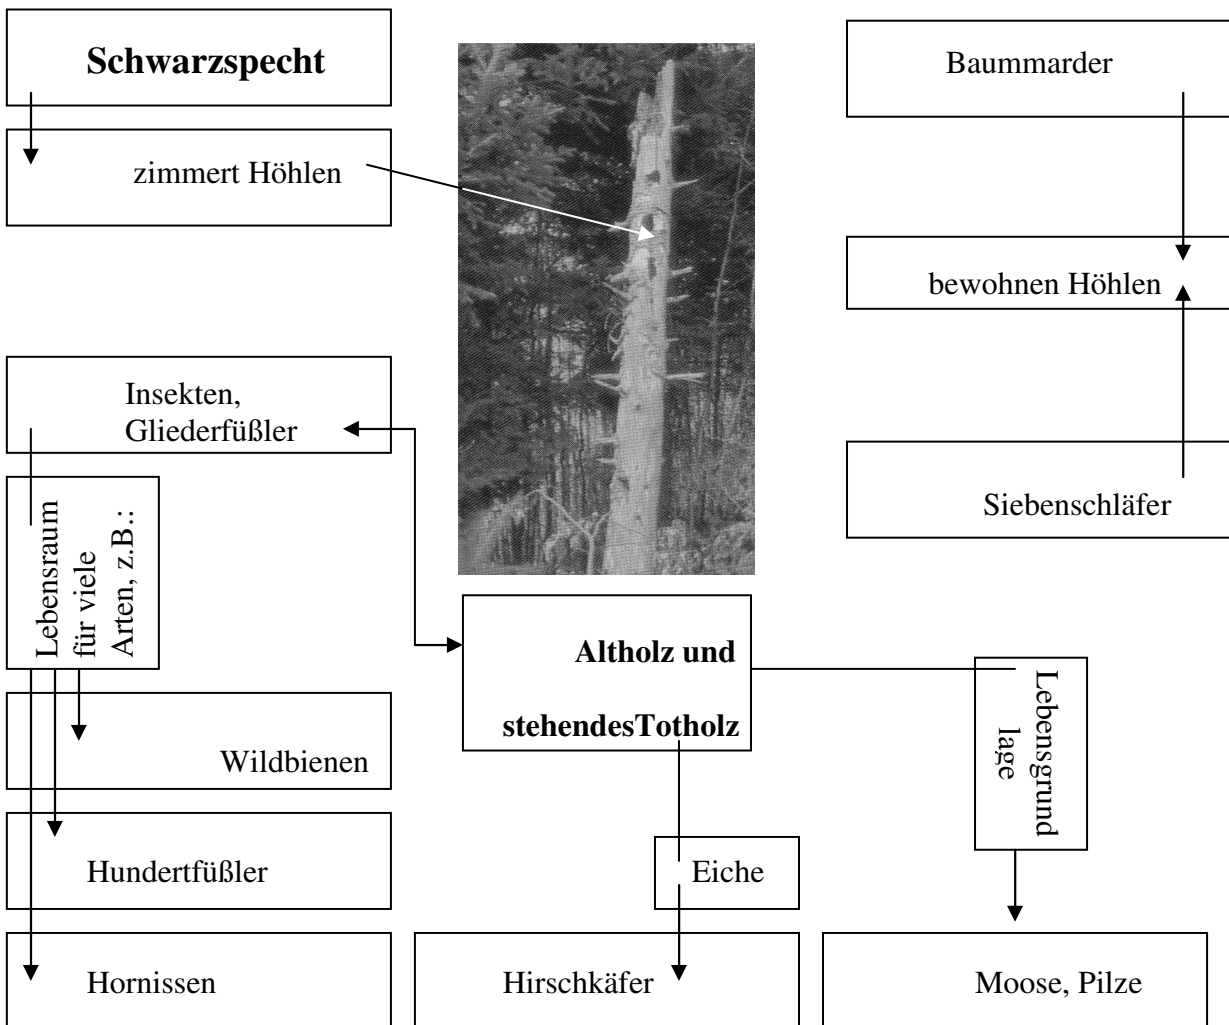 Schwarzspecht
Baummarder
zimmert Höhlen
bewohnen Höhlen
Insekten,
Gliederfüßler
Siebenschläfer
Lebensraum
für viele
Arten, z.B.:
Altholz und
stehendesTotholz
Lebensgrund
lage
Wildbienen
Hundertfüßler
Eiche
Hornissen
Hirschkäfer
Moose, Pilze